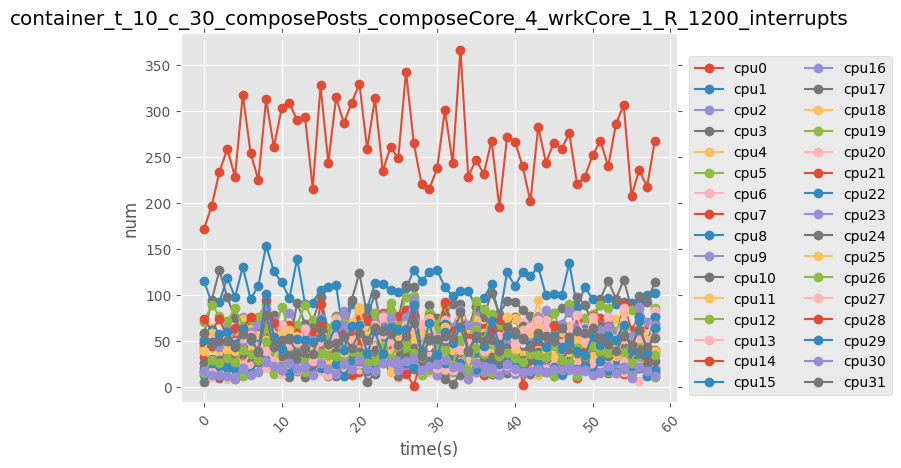 container_t_10_c_30_composePosts_composeCore_4_wrkCore_1_R_1200_interrupts
350
300
250
200
150
100
50
0
num
0
10
20
30
40
50
60
time(s)
cpu0
cpu1
cpu2
cpu3
cpu4
cpu5
cpu6
cpu7
cpu8
cpu9
cpu10
cpu11
cpu12
cpu13
cpu14
cpu15
cpu16
cpu17
cpu18
cpu19
cpu20
cpu21
cpu22
cpu23
cpu24
cpu25
cpu26
cpu27
cpu28
cpu29
cpu30
cpu31